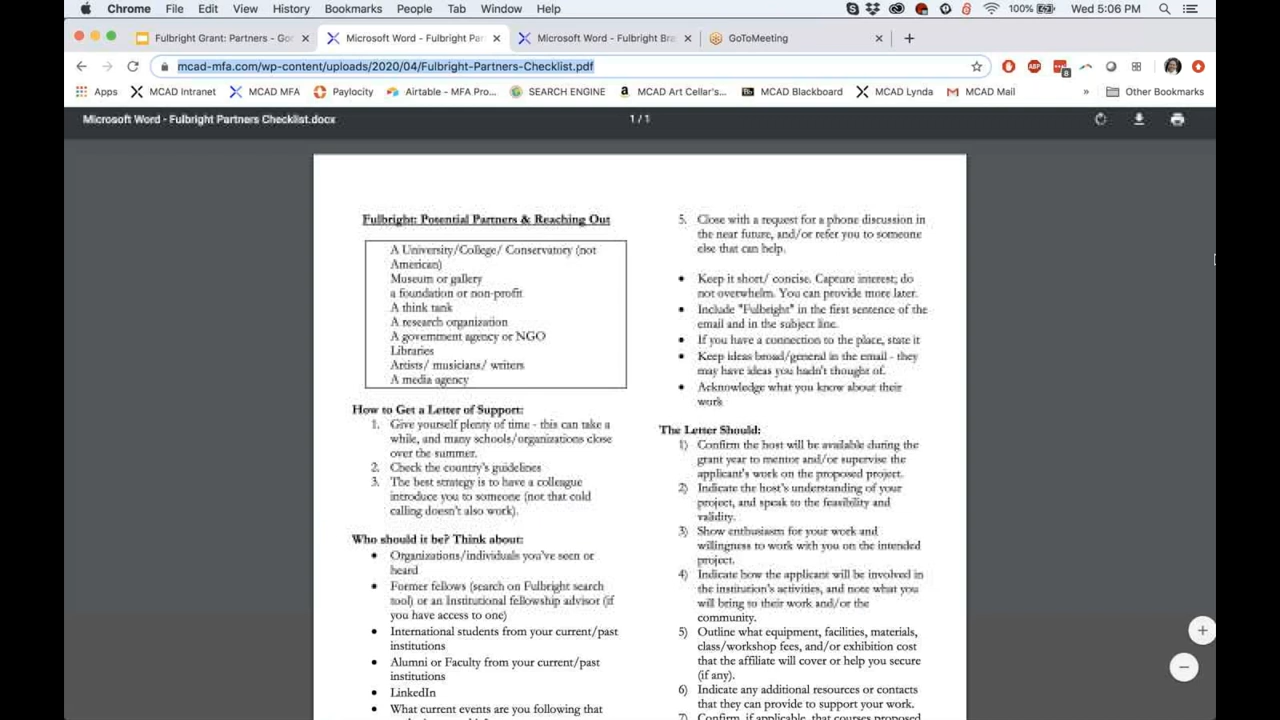 Chrome File Edit View History Bookmarks People Tab Window Help 100% Wed 5:06 PM
Fulbright Grant: Partners - Goo
Microsoft Word - Fulbright Par
Microsoft Word - Fulbright Bra
GoToMeeting
mcad-mfa.com/wp-content/uploads/2020/04/Fulbright-Partners-Checklist.pdf
ABP
8
Apps MCAD Intranet MCAD MFA Paylocity Airtable - MFA Pro... SEARCH ENGINE MCAD Art Cellar's... MCAD Blackboard MCAD Lynda MCAD Mail » Other Bookmarks
Microsoft Word - Fulbright Partners Checklist.docx
1 / 1
Fulbright: Potential Partners & Reaching Out
A University/College/ Conservatory (not
American)
Museum or gallery
a foundation or non-profit
A think tank
A research organization
A government agency or NGO
Libraries
Artists/ musicians/ writers
A media agency
How to Get a Letter of Support:
1. Give yourself plenty of time - this can take a
while, and many schools/organizations close
over the summer.
2. Check the country's guidelines
3. The best strategy is to have a colleague
introduce you to someone (not that cold
calling doesn't also work).
Who should it be? Think about:
• Organizations/individuals you've seen or
heard
• Former fellows (search on Fulbright search
tool) or an Institutional fellowship advisor (if
you have access to one)
• International students from your current/past
institutions
• Alumni or Faculty from your current/past
institutions
• LinkedIn
• What current events are you following that
5. Close with a request for a phone discussion in
the near future, and/or refer you to someone
else that can help.
• Keep it short/ concise. Capture interest; do
not overwhelm. You can provide more later.
• Include "Fulbright" in the first sentence of the
email and in the subject line.
• If you have a connection to the place, state it
• Keep ideas broad/general in the email - they
may have ideas you hadn't thought of.
• Acknowledge what you know about their
work
The Letter Should:
1) Confirm the host will be available during the
grant year to mentor and/or supervise the
applicant's work on the proposed project.
2) Indicate the host's understanding of your
project, and speak to the feasibility and
validity.
3) Show enthusiasm for your work and
willingness to work with you on the intended
project.
4) Indicate how the applicant will be involved in
the institution's activities, and note what you
will bring to their work and/or the
community.
5) Outline what equipment, facilities, materials,
class/workshop fees, and/or exhibition cost
that the affiliate will cover or help you secure
(if any).
6) Indicate any additional resources or contacts
that they can provide to support your work.
7) Confirm, if applicable, that courses proposed